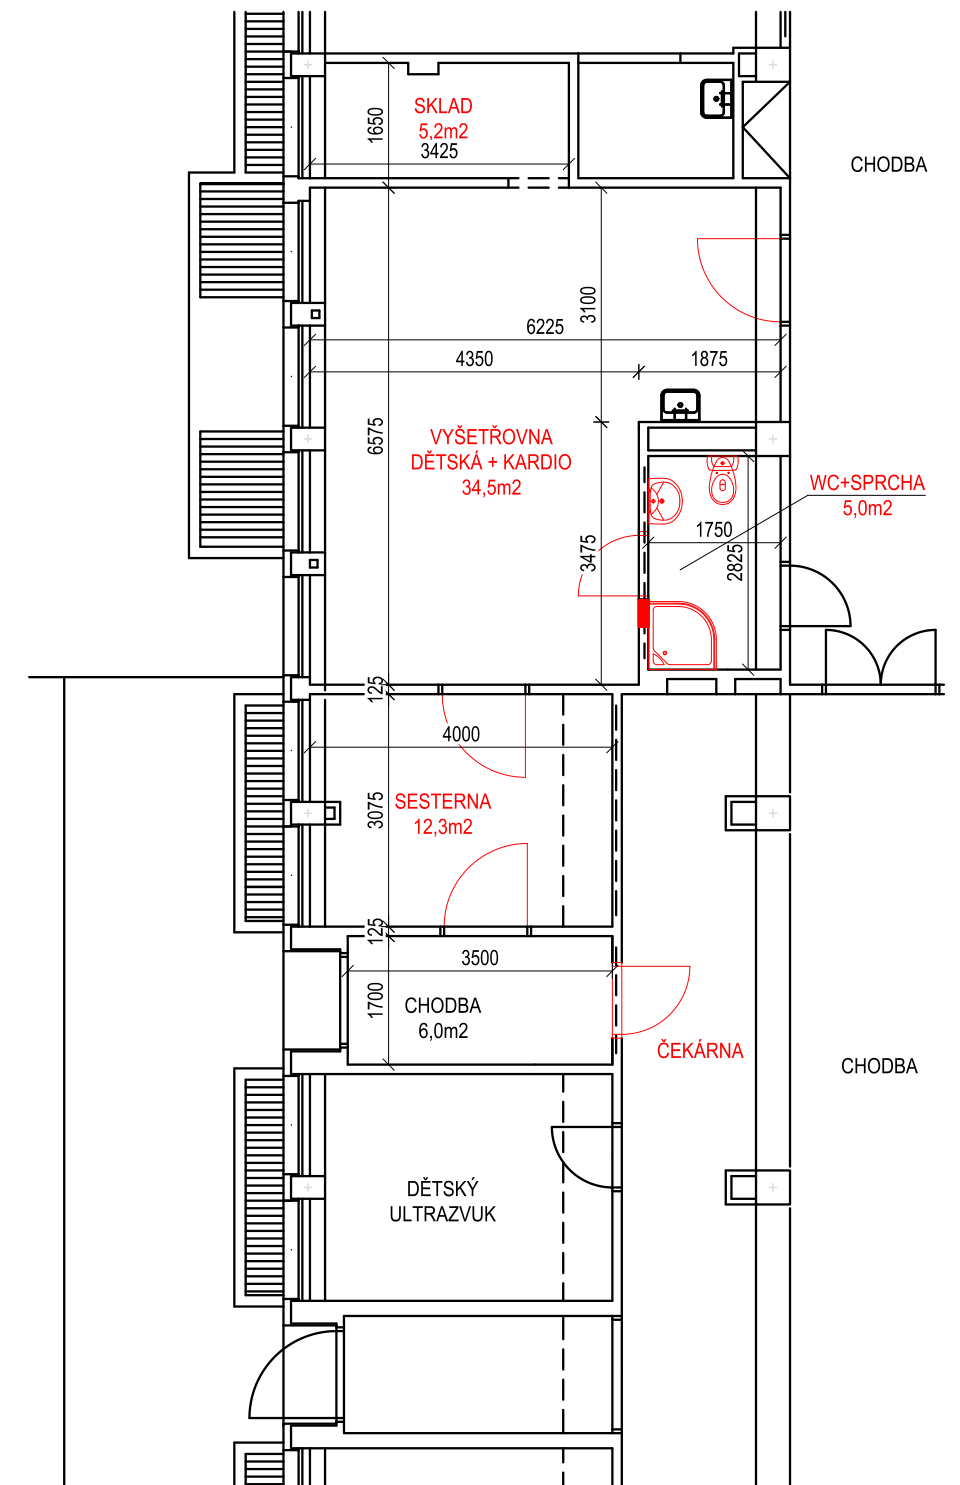 SKLAD
5,2m2
3425
1650
CHODBA
3100
6225
4350
1875
6575
VYŠETŘOVNA
DĚTSKÁ + KARDIO
34,5m2
WC+SPRCHA
5,0m2
1750
2825
3475
125
4000
3075
SESTERNA
12,3m2
125
3500
1700
CHODBA
6,0m2
ČEKÁRNA
CHODBA
DĚTSKÝ
ULTRAZVUK